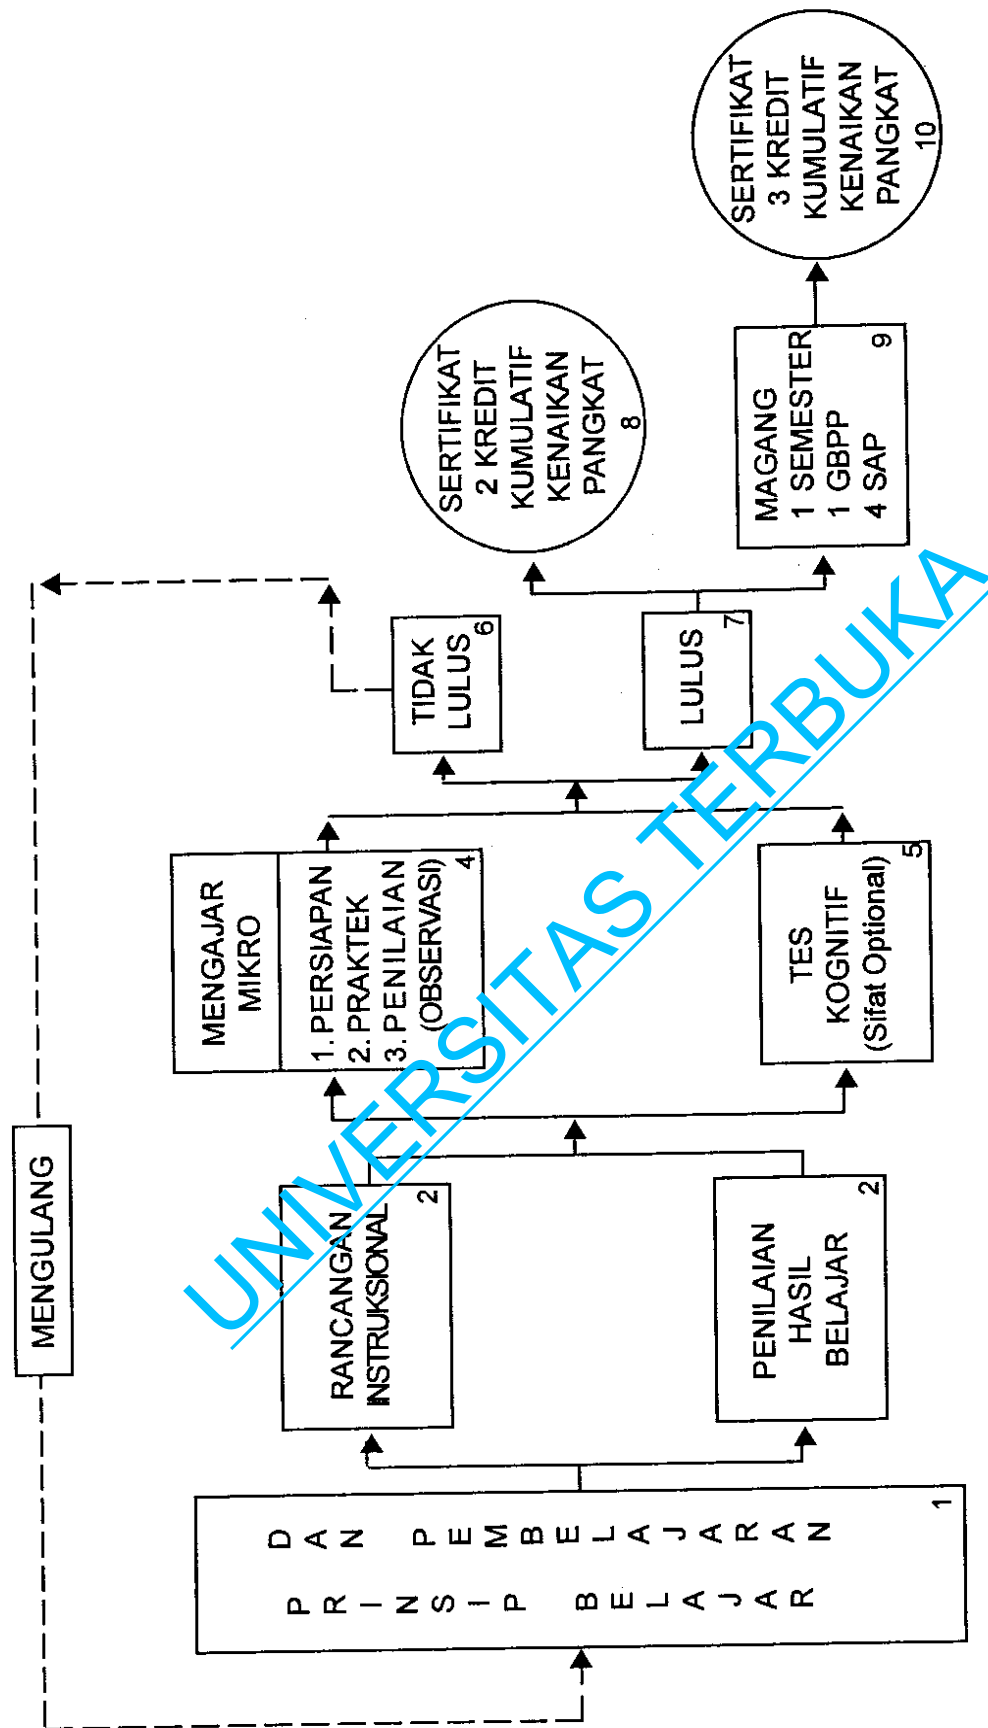 MENGULANG
PRINSIP BELAJAR
DAN PEMBELAJARAN
1
RANCANGAN
INSTRUKSIONAL
2
PENILAIAN
HASIL
BELAJAR
2
MENGAJAR
MIKRO
1. PERSIAPAN
2. PRAKTEK
3. PENILAIAN
(OBSERVASI)
4
TES
KOGNITIF
(Sifat Optional)
5
TIDAK
LULUS
6
LULUS
7
SERTIFIKAT
2 KREDIT
KUMULATIF
KENAIKAN
PANGKAT
8
MAGANG
1 SEMESTER
1 GBPP
4 SAP
9
SERTIFIKAT
3 KREDIT
KUMULATIF
KENAIKAN
PANGKAT
10
UNIVERSITAS TERBUKA